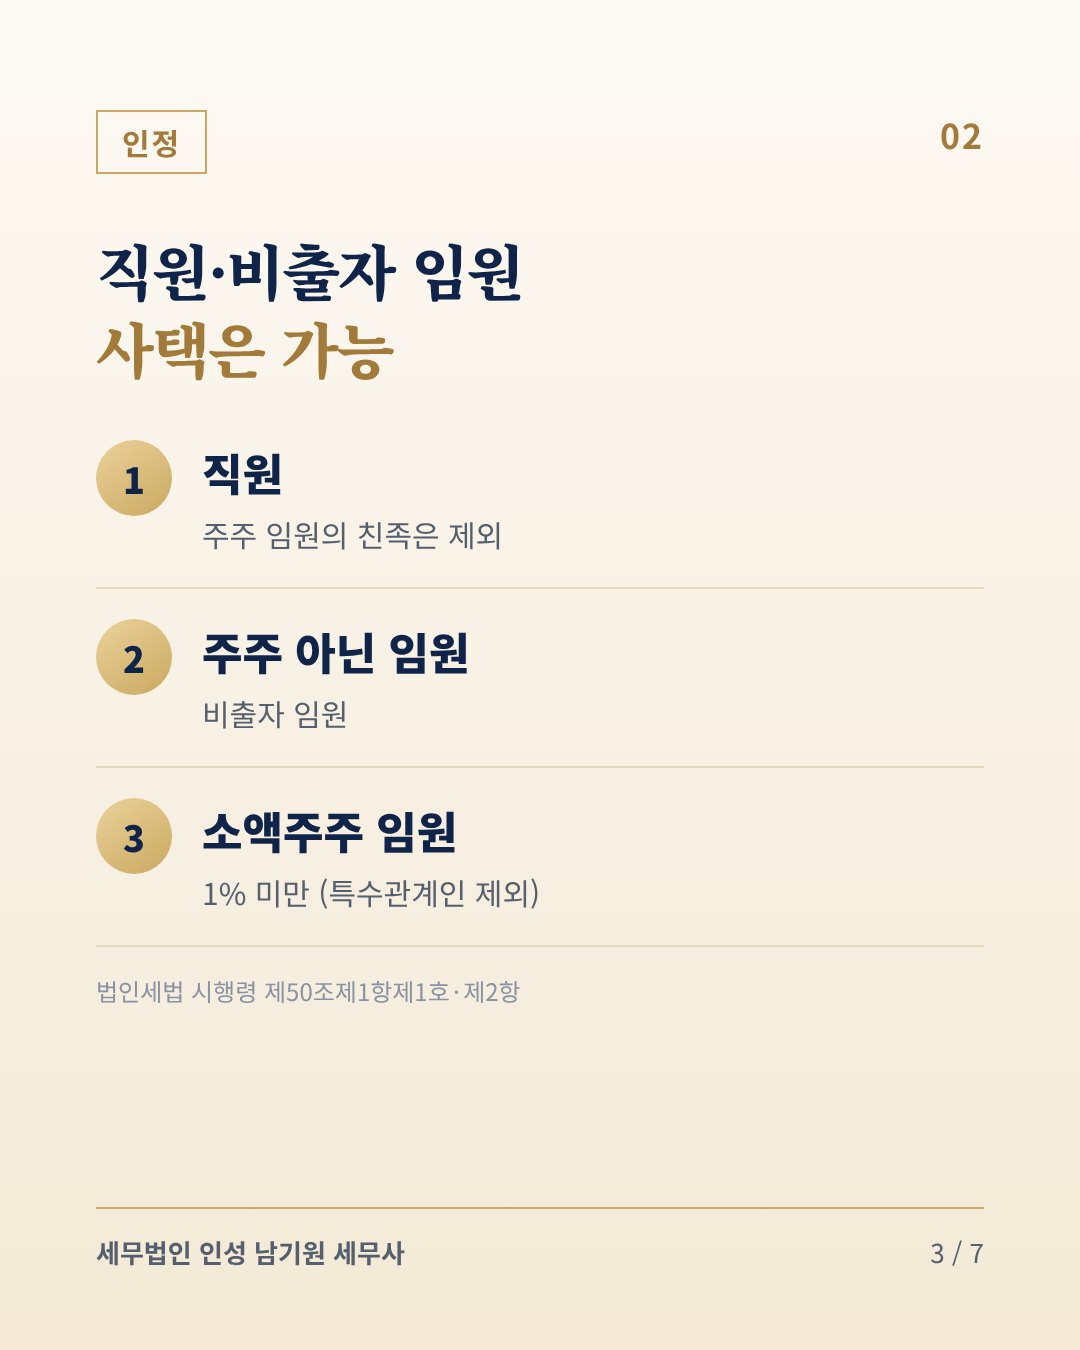 인정
02
직원·비출자 임원
사택은 가능
1
직원
주주 임원의 친족은 제외
2
주주 아닌 임원
비출자 임원
3
소액주주 임원
1% 미만 (특수관계인 제외)
법인세법 시행령 제50조제1항제1호·제2항
세무법인 인성 남기원 세무사
3 / 7